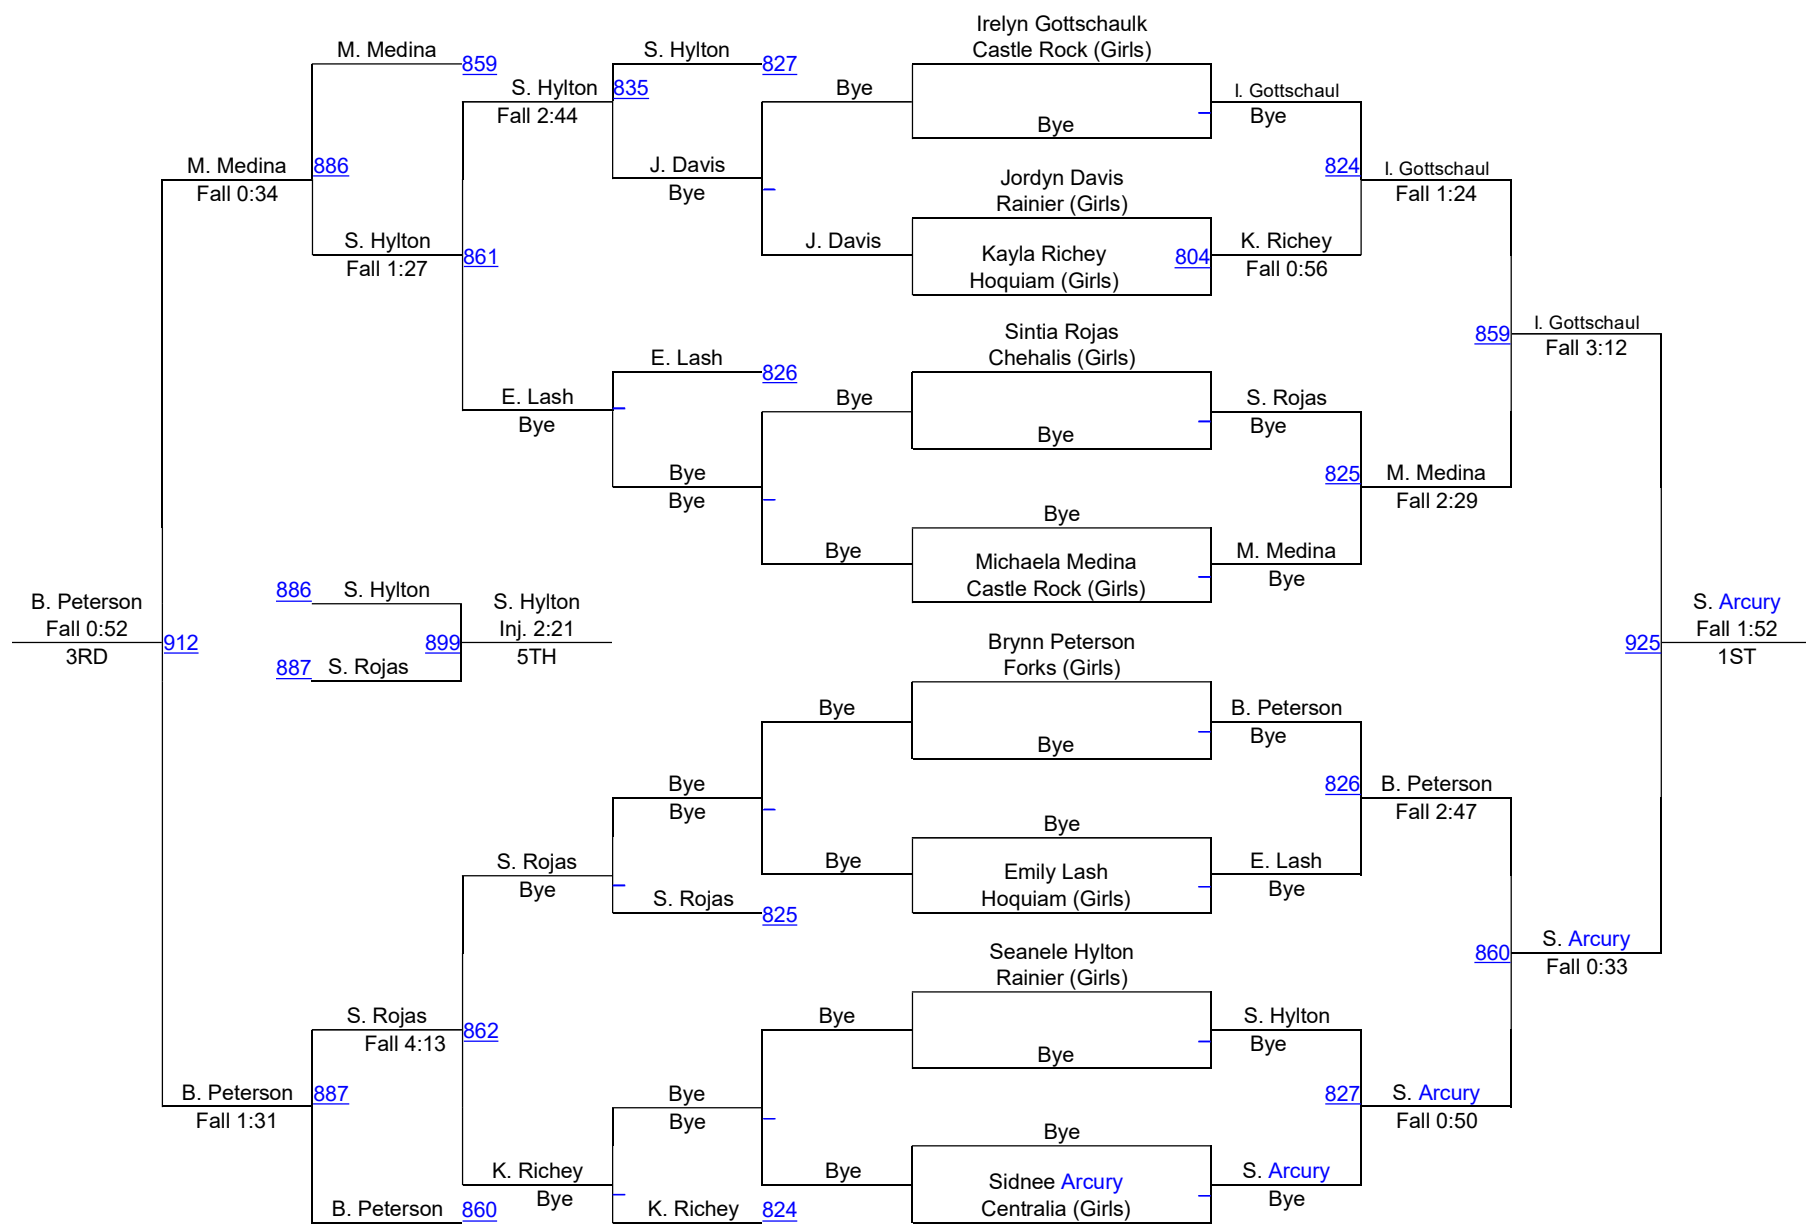 Irelyn Gottschaulk
M. Medina
S. Hylton
Castle Rock (Girls)
859
827
S. Hylton
835
Bye
I. Gottschaul
Fall 2:44
Bye
Bye
M. Medina
886
J. Davis
824
I. Gottschaul
Fall 0:34
Bye
Jordyn Davis
Fall 1:24
Rainier (Girls)
S. Hylton
861
J. Davis
Kayla Richey
804
K. Richey
Fall 1:27
Hoquiam (Girls)
Fall 0:56
Sintia Rojas
I. Gottschaul
E. Lash
Chehalis (Girls)
859
Fall 3:12
826
E. Lash
Bye
S. Rojas
Bye
Bye
Bye
Bye
825
M. Medina
Bye
Fall 2:29
Bye
Bye
Michaela Medina
M. Medina
886
S. Hylton
Castle Rock (Girls)
Bye
B. Peterson
S. Hylton
S. Arcury
Fall 0:52
Inj. 2:21
Fall 1:52
912
899
Brynn Peterson
925
3RD
887
S. Rojas
5TH
Forks (Girls)
1ST
Bye
B. Peterson
Bye
Bye
Bye
826
B. Peterson
Bye
Fall 2:47
Bye
S. Rojas
Bye
Emily Lash
E. Lash
Bye
S. Rojas
Hoquiam (Girls)
Bye
825
S. Arcury
Seanele Hylton
860
Fall 0:33
Rainier (Girls)
S. Rojas
862
Bye
S. Hylton
Fall 4:13
Bye
Bye
B. Peterson
887
Bye
827
S. Arcury
Fall 1:31
Bye
Bye
Fall 0:50
K. Richey
Bye
Sidnee Arcury
S. Arcury
Bye
Bye
B. Peterson
860
K. Richey
824
Centralia (Girls)